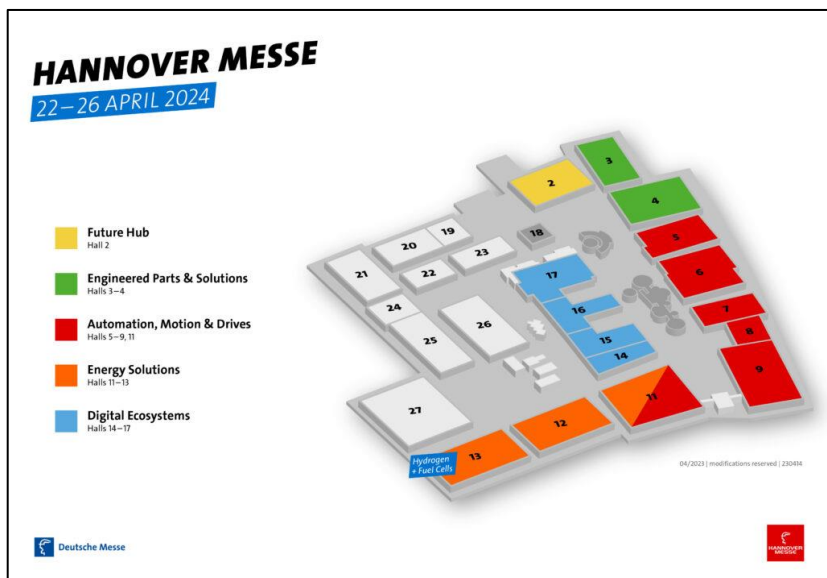 HANNOVER MESSE
22–26 APRIL 2024
Future Hub
Hall 2
Engineered Parts & Solutions
Halls 3–4
Automation, Motion & Drives
Halls 5–9, 11
Energy Solutions
Halls 11–13
Digital Ecosystems
Halls 14–17
3
2
4
19
18
5
20
23
17
6
21
22
16
7
24
26
8
25
15
14
9
11
27
12
13
Hydrogen
+ Fuel Cells
04/2023 | modifications reserved | 230414
Deutsche Messe
HANNOVER
MESSE